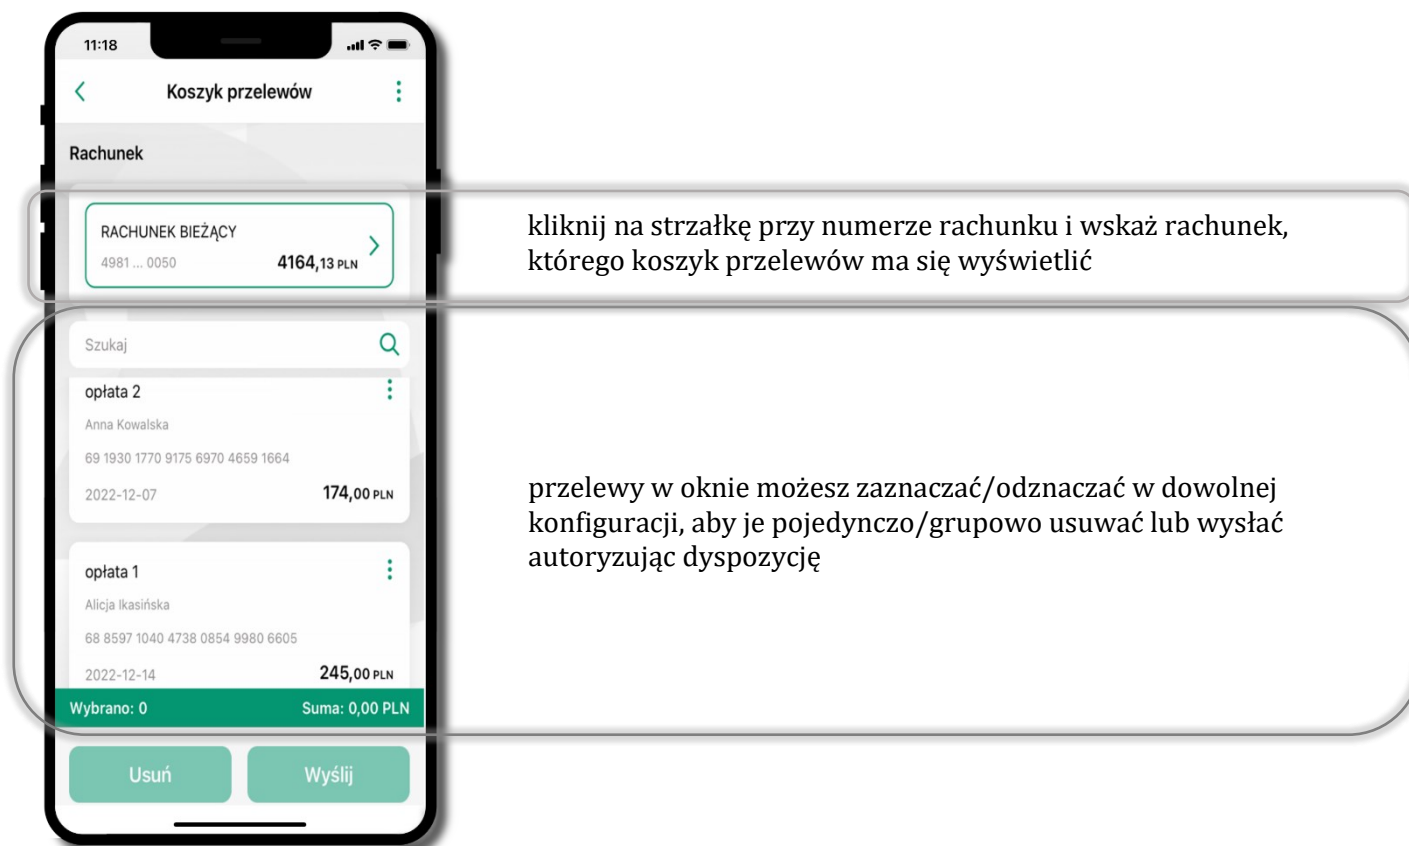 11:18
Koszyk przelewów
Rachunek
RACHUNEK BIEŻĄCY
4981 ... 0050
4164,13 PLN
kliknij na strzałkę przy numerze rachunku i wskaż rachunek,
którego koszyk przelewów ma się wyświetlić
Szukaj
opłata 2
Anna Kowalska
69 1930 1770 9175 6970 4659 1664
2022-12-07
174,00 PLN
przelewy w oknie możesz zaznaczać/odznaczać w dowolnej
konfiguracji, aby je pojedynczo/grupowo usuwać lub wysłać
autoryzując dyspozycję
opłata 1
Alicja Ikasińska
68 8597 1040 4738 0854 9980 6605
2022-12-14
245,00 PLN
Wybrano: 0
Suma: 0,00 PLN
Usuń
Wyślij